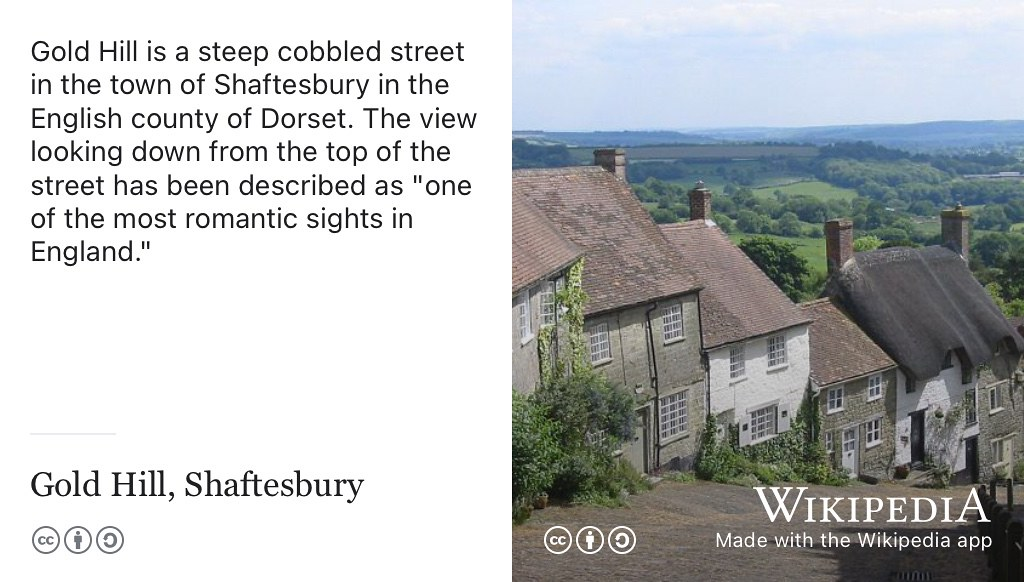 Gold Hill is a steep cobbled street
in the town of Shaftesbury in the
English county of Dorset. The view
looking down from the top of the
street has been described as "one
of the most romantic sights in
England."
Gold Hill, Shaftesbury
cc
WIKIPEDIA
cc
Made with the Wikipedia app